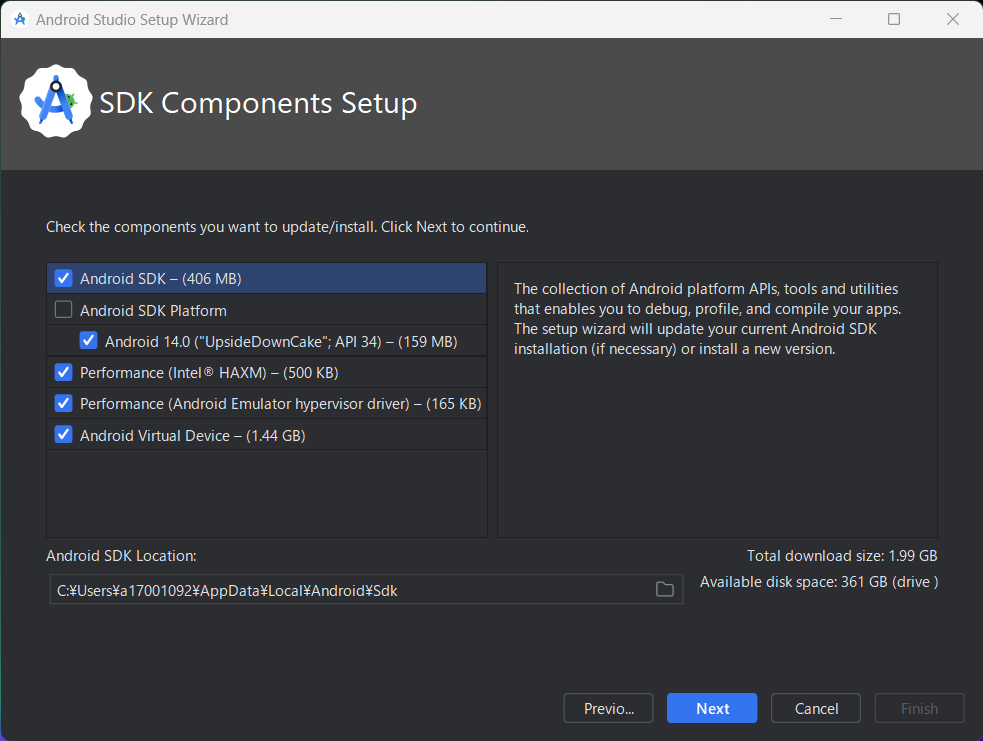 Android Studio Setup Wizard
SDK Components Setup
Check the components you want to update/install. Click Next to continue.
Android SDK – (406 MB)
Android SDK Platform
Android 14.0 ("UpsideDownCake"; API 34) – (159 MB)
Performance (Intel® HAXM) – (500 KB)
Performance (Android Emulator hypervisor driver) – (165 KB)
Android Virtual Device – (1.44 GB)
The collection of Android platform APIs, tools and utilities
that enables you to debug, profile, and compile your apps.
The setup wizard will update your current Android SDK
installation (if necessary) or install a new version.
Android SDK Location:
C:¥Users¥a17001092¥AppData¥Local¥Android¥Sdk
Total download size: 1.99 GB
Available disk space: 361 GB (drive )
Previo...
Next
Cancel
Finish